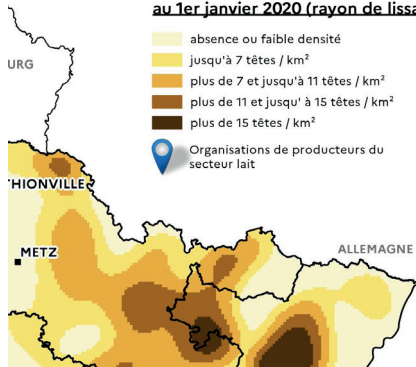 au 1er janvier 2020 (rayon de lissa
absence ou faible densité
jusqu'à 7 têtes / km²
plus de 7 et jusqu'à 11 têtes / km²
plus de 11 et jusqu' à 15 têtes / km²
plus de 15 têtes / km²
Organisations de producteurs du
secteur lait
URG
THIONVILLE
METZ
ALLEMAGNE